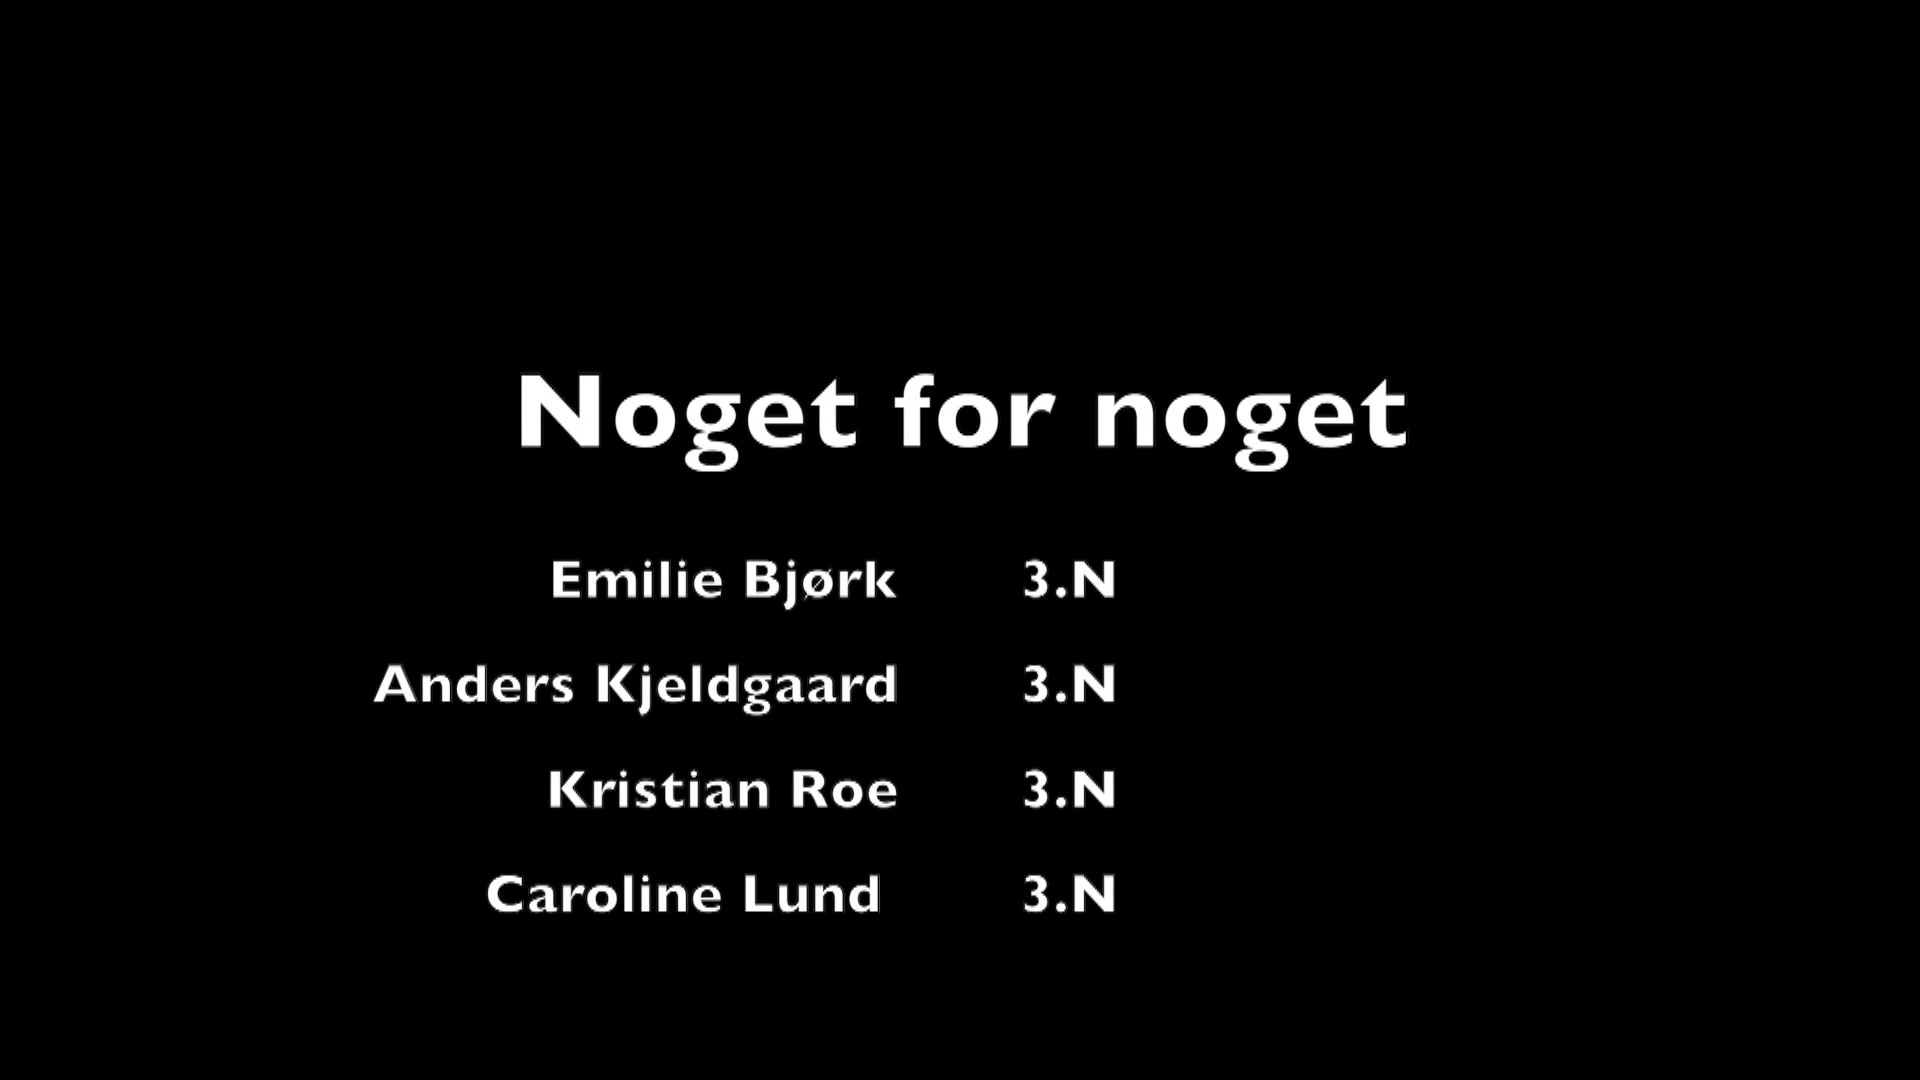 Noget for noget
Emilie Bjørk 3.N
Anders Kjeldgaard 3.N
Kristian Roe 3.N
Caroline Lund 3.N